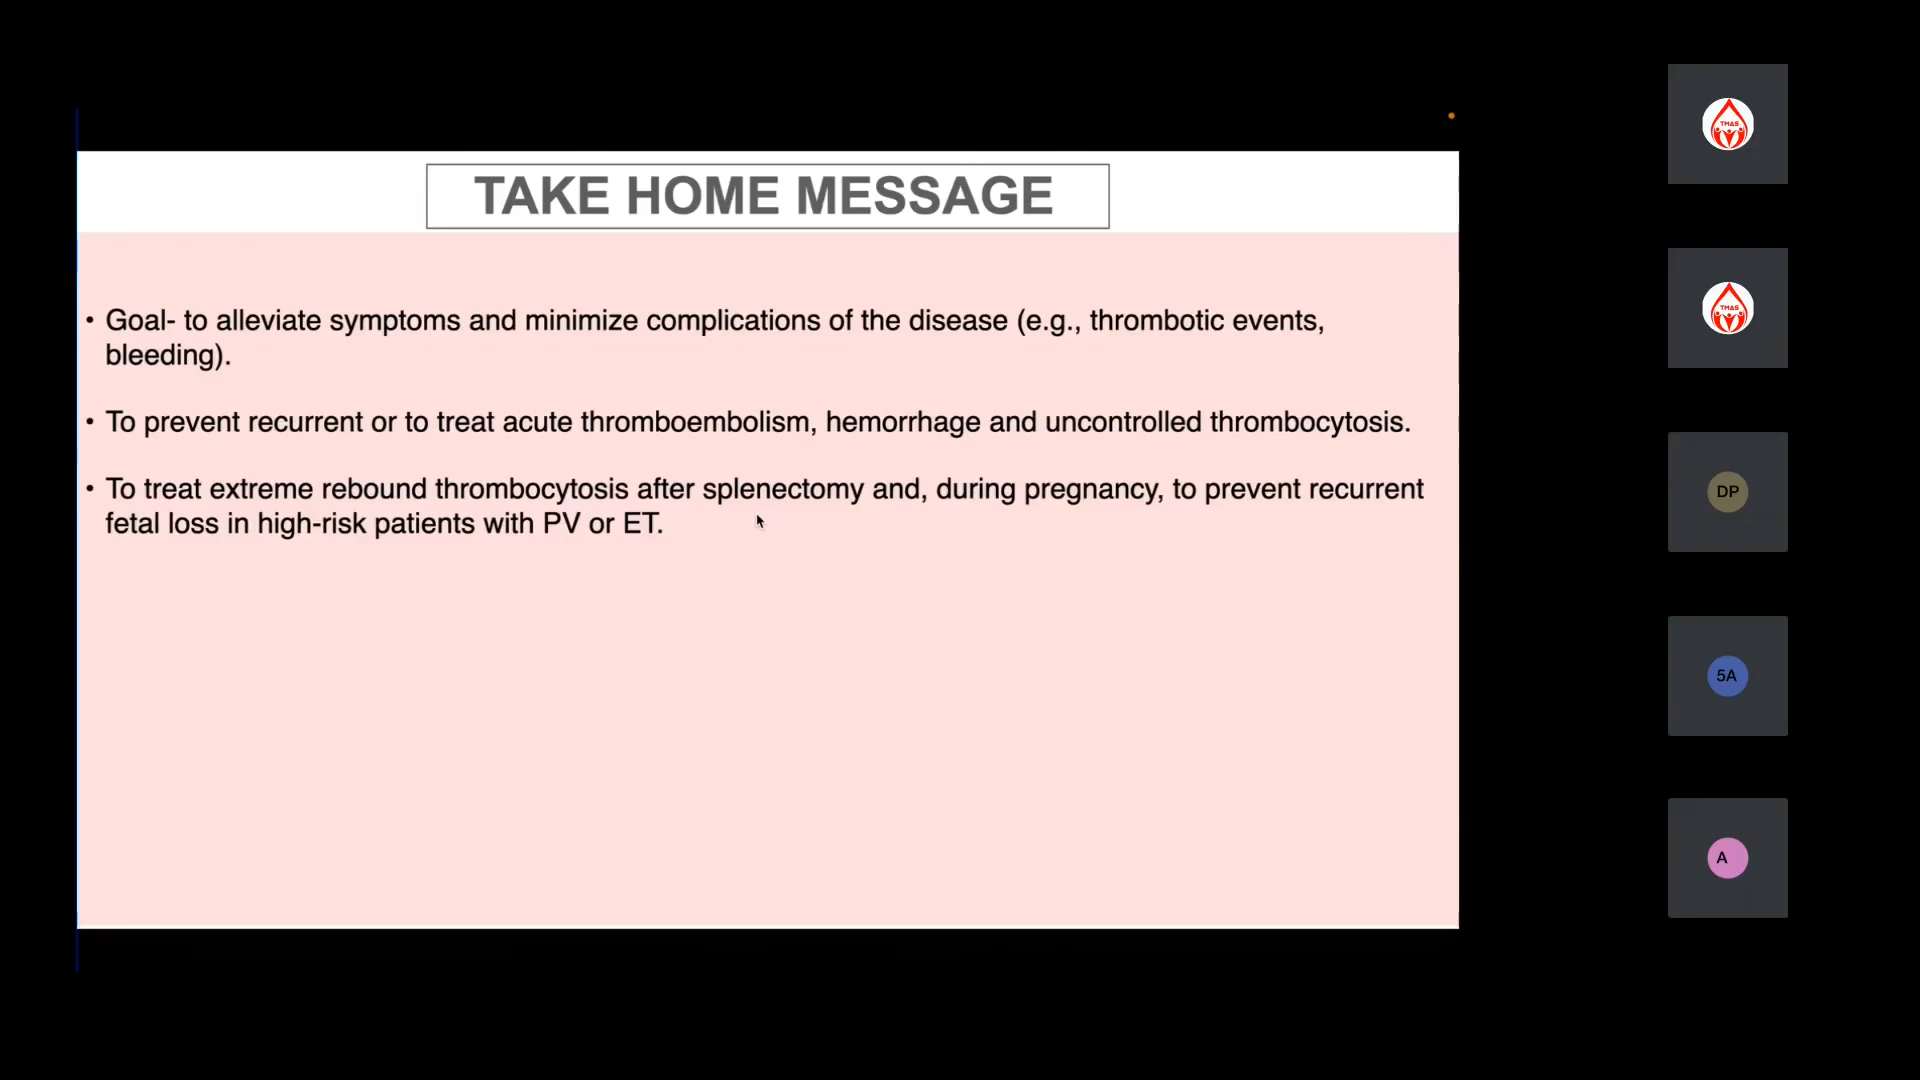 TAKE HOME MESSAGE
• Goal- to alleviate symptoms and minimize complications of the disease (e.g., thrombotic events,
bleeding).
• To prevent recurrent or to treat acute thromboembolism, hemorrhage and uncontrolled thrombocytosis.
• To treat extreme rebound thrombocytosis after splenectomy and, during pregnancy, to prevent recurrent
fetal loss in high-risk patients with PV or ET.
TMAS
TMAS
DP
5A
A